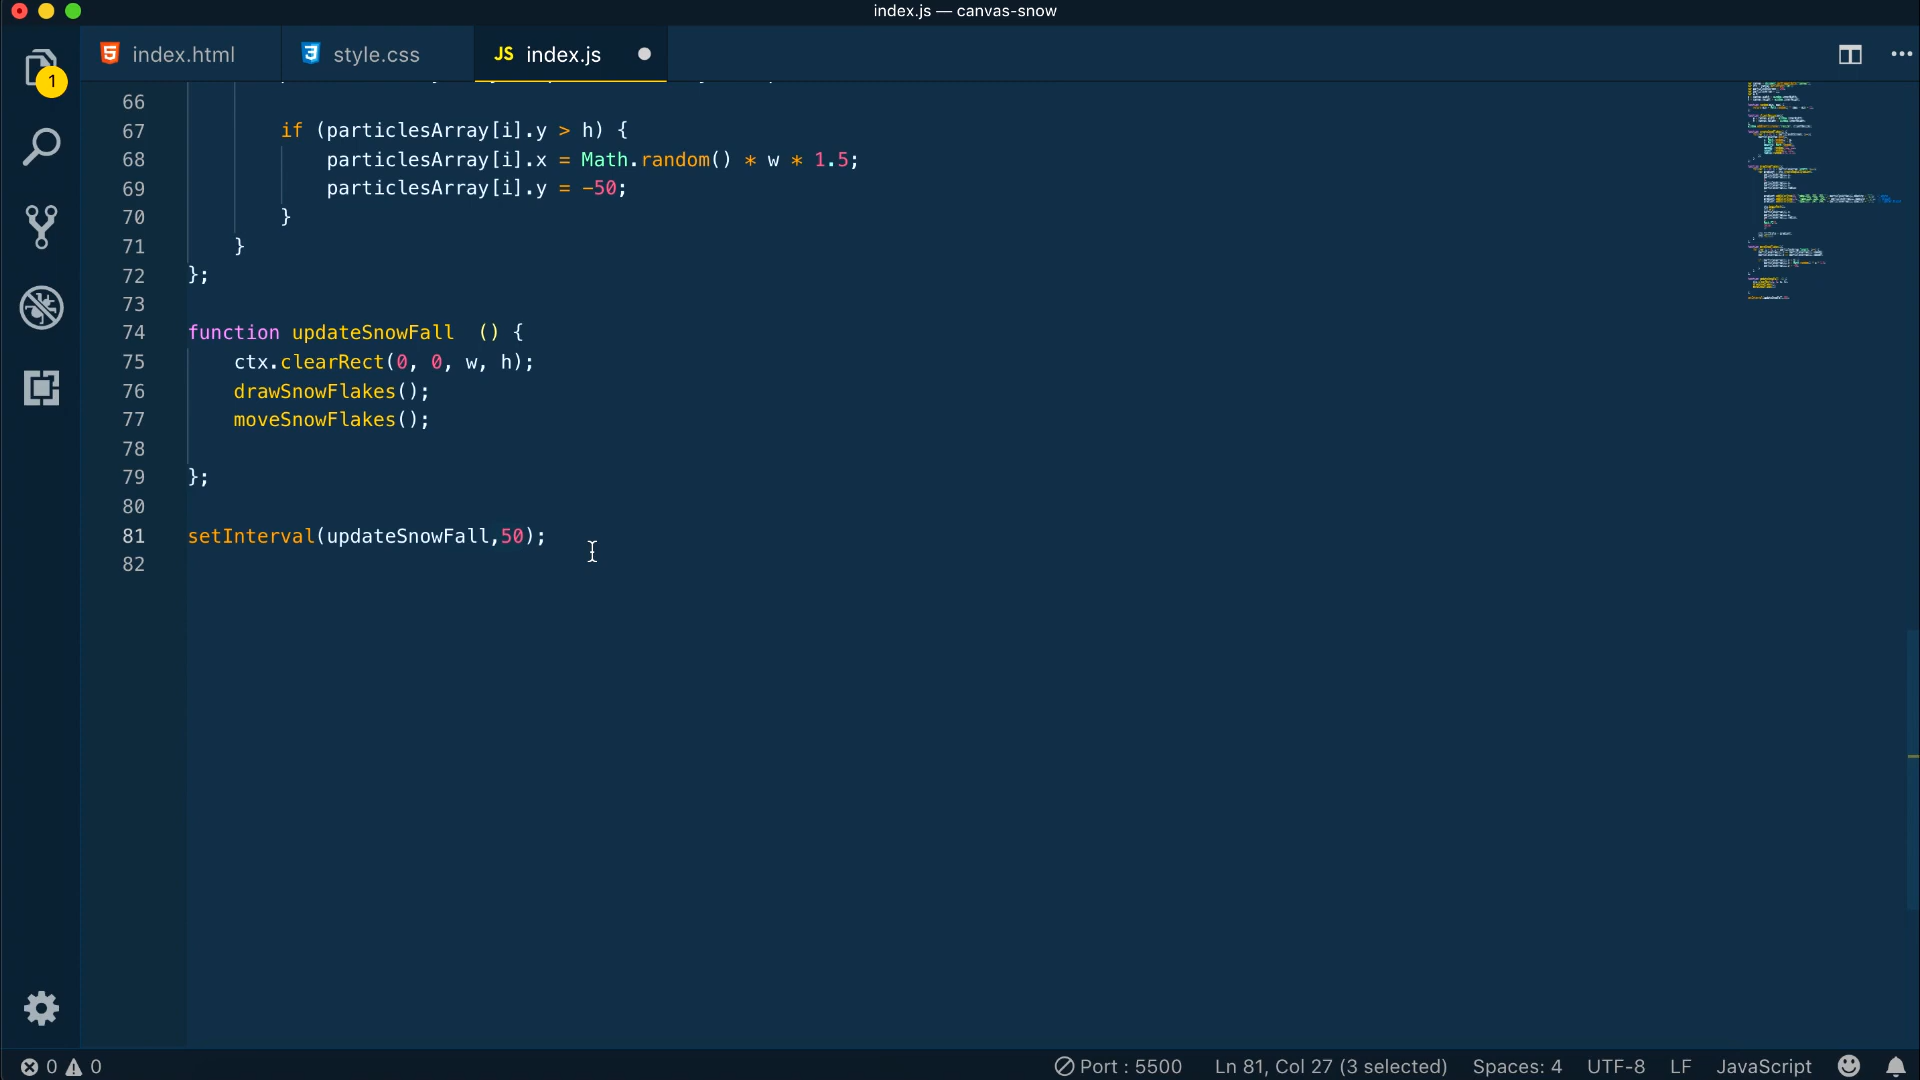 index.js — canvas-snow
index.html
style.css
JS index.js
1
66
67 if (particlesArray[i].y > h) {
68 particlesArray[i].x = Math.random() * w * 1.5;
69 particlesArray[i].y = -50;
70 }
71 }
72 };
73
74 function updateSnowFall  () {
75 ctx.clearRect(0, 0, w, h);
76 drawSnowFlakes();
77 moveSnowFlakes();
78
79 };
80
81 setInterval(updateSnowFall,50);
82
0 0 Port : 5500 Ln 81, Col 27 (3 selected) Spaces: 4 UTF-8 LF JavaScript